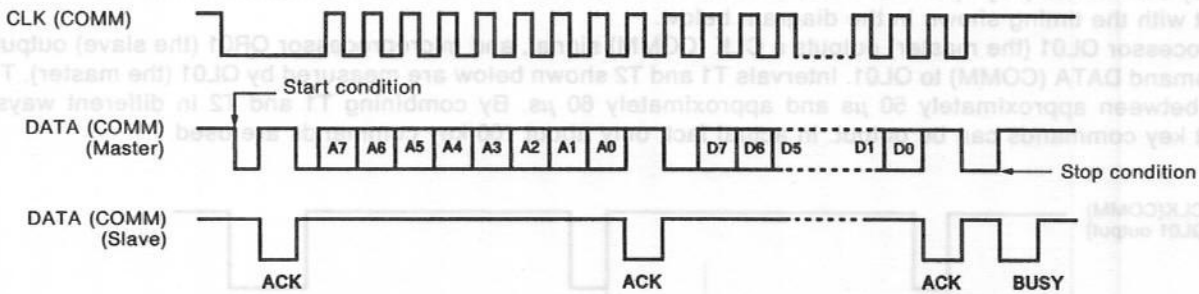 CLK (COMM)
Start condition
DATA (COMM)
(Master)
A7 A6 A5 A4 A3 A2 A1 A0 D7 D6 D5 D1 D0
Stop condition
DATA (COMM)
(Slave)
ACK ACK ACK BUSY